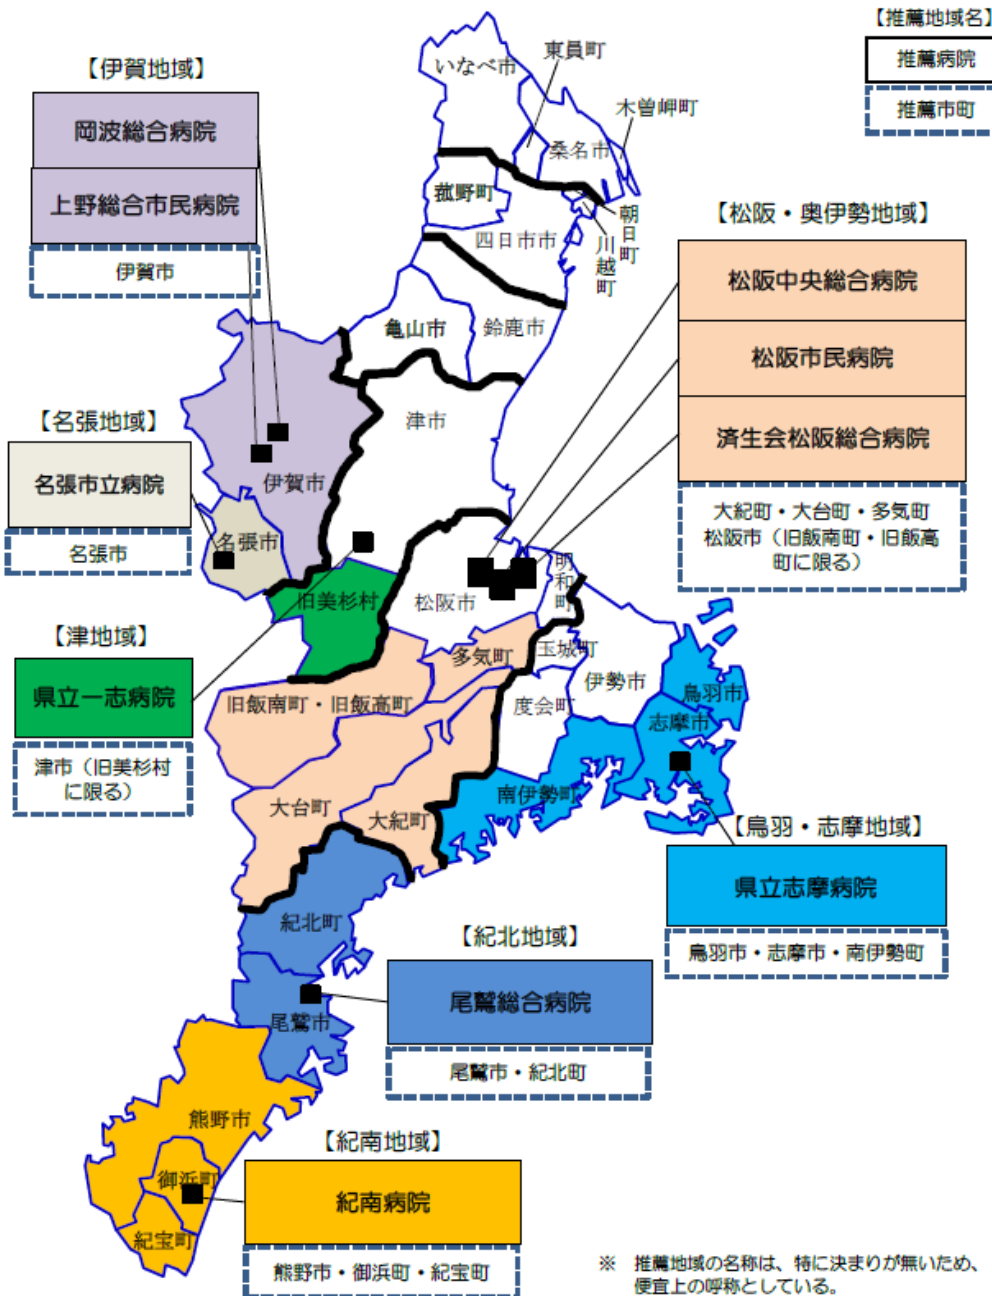 【推薦地域名】
推薦病院
推薦市町
【伊賀地域】
岡波総合病院
上野総合市民病院
伊賀市
いなべ市
東員町
木曽岬町
桑名市
菰野町
四日市市
朝日町
川越町
亀山市
鈴鹿市
【松阪・奥伊勢地域】
松阪中央総合病院
松阪市民病院
済生会松阪総合病院
大紀町・大台町・多気町
松阪市（旧飯南町・旧飯高
町に限る）
【名張地域】
名張市立病院
名張市
津市
伊賀市
名張市
旧美杉村
松阪市
明和町
【津地域】
県立一志病院
津市（旧美杉村
に限る）
多気町
玉城町
伊勢市
度会町
鳥羽市
志摩市
旧飯南町・旧飯高町
大台町
大紀町
南伊勢町
【鳥羽・志摩地域】
県立志摩病院
鳥羽市・志摩市・南伊勢町
紀北町
尾鷲市
【紀北地域】
尾鷲総合病院
尾鷲市・紀北町
熊野市
御浜町
紀宝町
【紀南地域】
紀南病院
熊野市・御浜町・紀宝町
※　推薦地域の名称は、特に決まりが無いため、
便宜上の呼称としている。